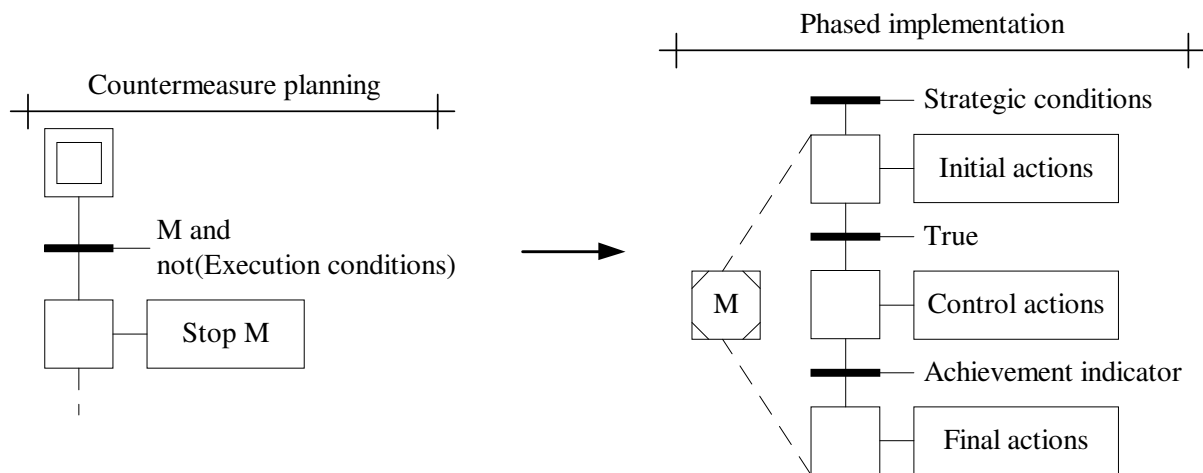 Countermeasure planning
M and
not(Execution conditions)
Stop M
Phased implementation
Strategic conditions
Initial actions
True
M
Control actions
Achievement indicator
Final actions